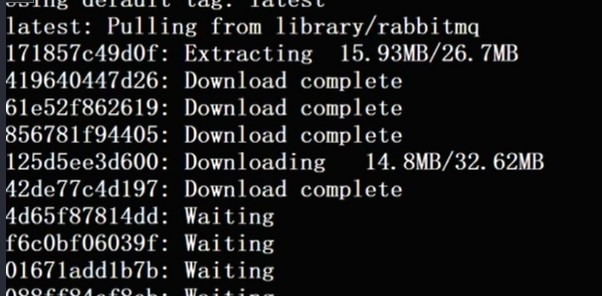 Using default tag: latest
latest: Pulling from library/rabbitmq
171857c49d0f: Extracting 15.93MB/26.7MB
419640447d26: Download complete
61e52f862619: Download complete
856781f94405: Download complete
125d5ee3d600: Downloading 14.8MB/32.62MB
42de77c4d197: Download complete
4d65f87814dd: Waiting
f6c0bf06039f: Waiting
01671add1b7b: Waiting
Waiting